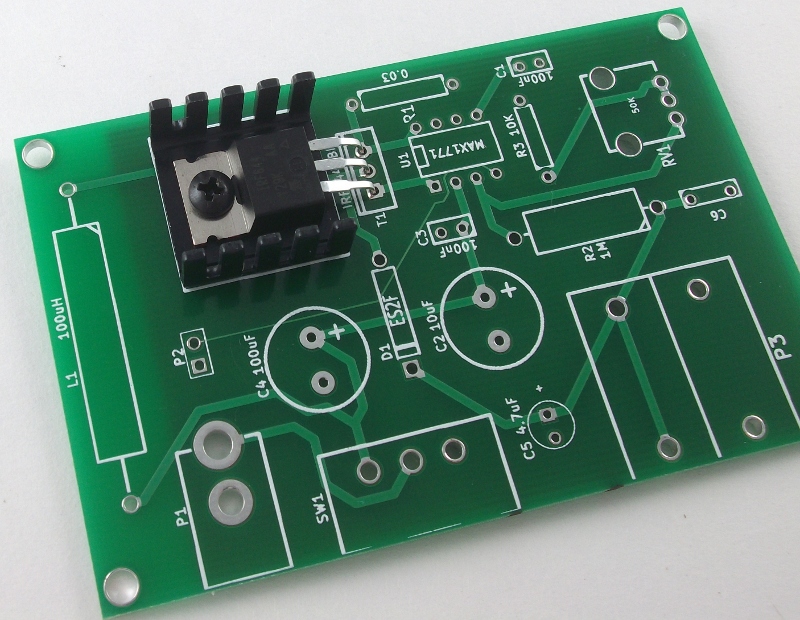 0.03
C1
100nF
R1
MAX1771
U1
R3 10K
50K
RV1
IRF
T1
C3
100nF
R2
1M
C6
100uH
L1
P2
C4 100uF
+
D1
ES2F
C2 10uF
+
P3
C5 4.7uF
+
P1
SW1